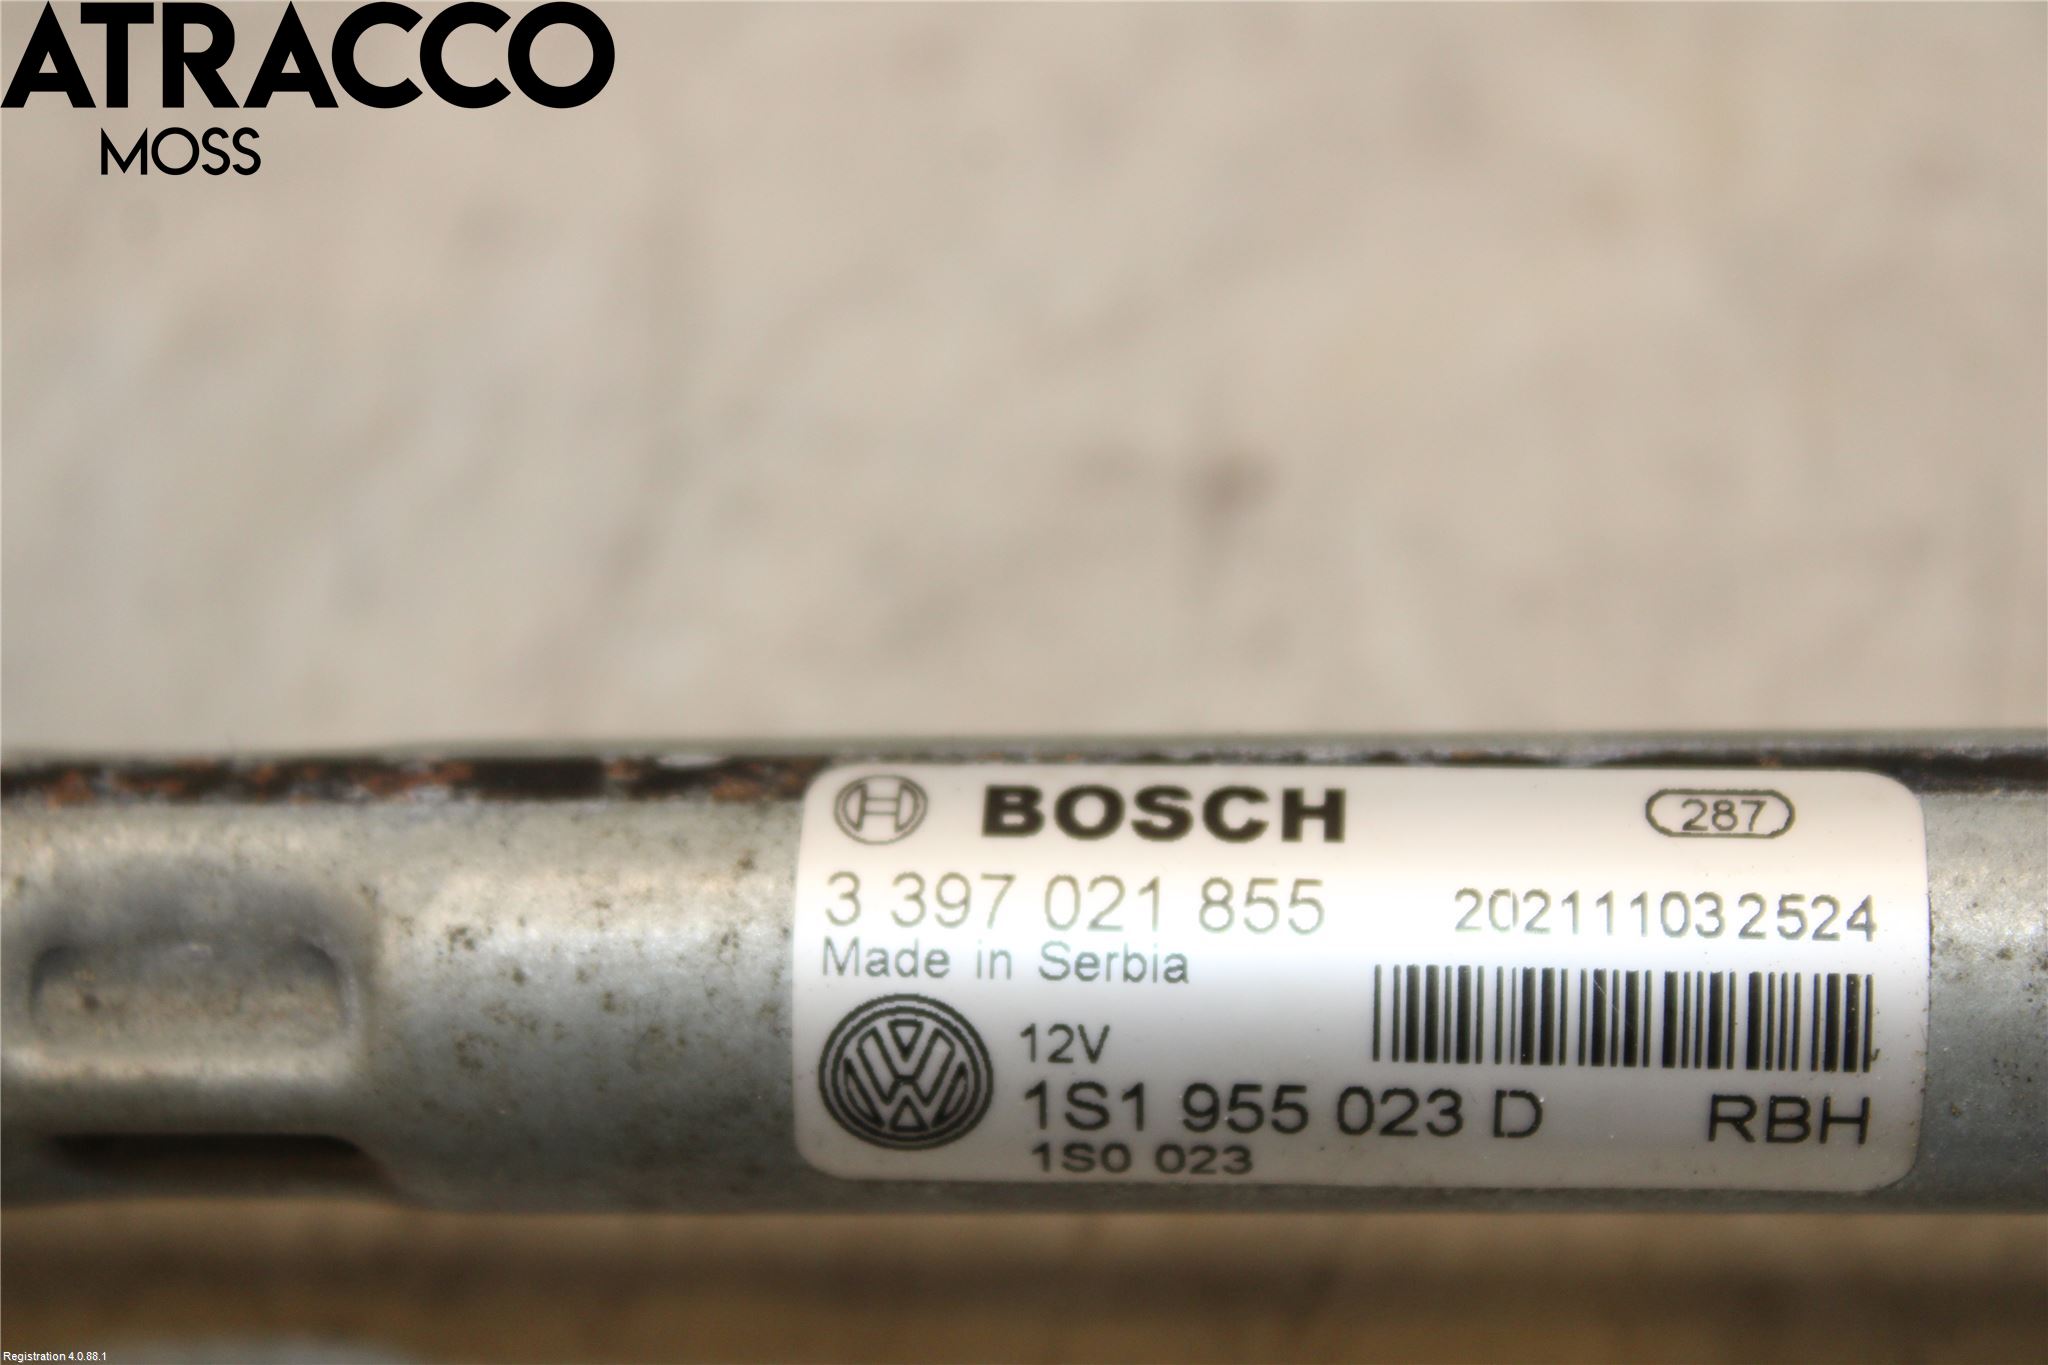 ATRACCO
MOSS
BOSCH 287
3 397 021 855 202111032524
Made in Serbia
12V
1S1 955 023 D RBH
1S0 023
Registration 4.0.88.1